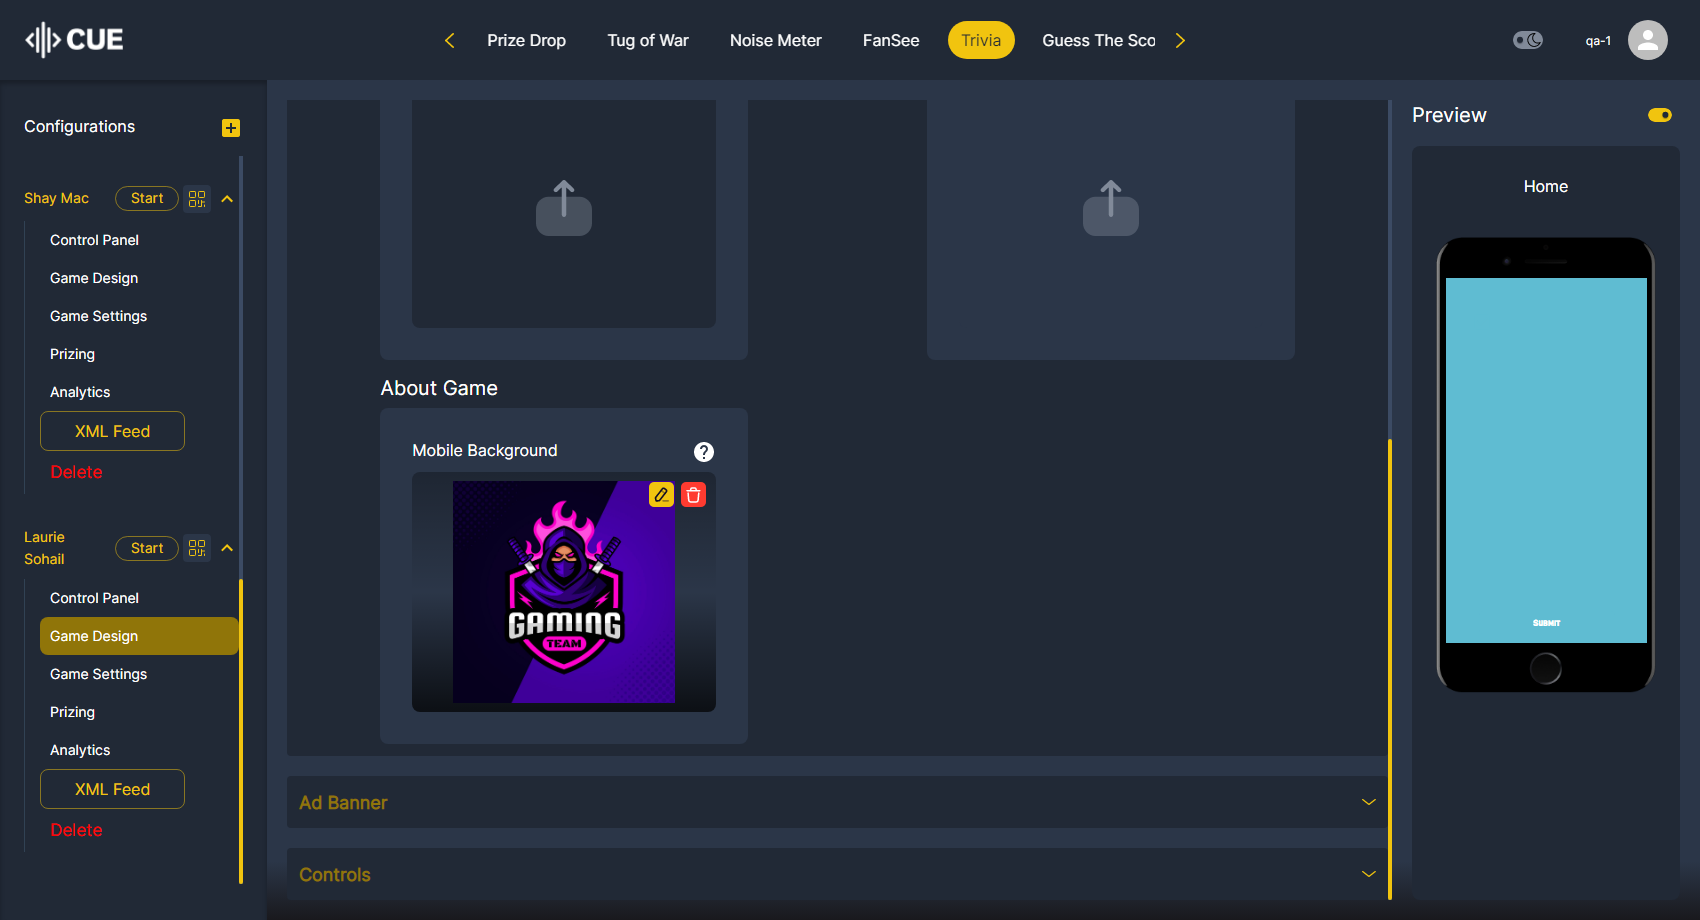 CUE
Prize Drop
Tug of War
Noise Meter
FanSee
Trivia
Guess The Sco
qa-1
Configurations
Shay Mac
Start
Control Panel
Game Design
Game Settings
Prizing
Analytics
XML Feed
Delete
Laurie
Sohail
Start
Control Panel
Game Design
Game Settings
Prizing
Analytics
XML Feed
Delete
About Game
Mobile Background
?
GAMING
TEAM
Ad Banner
Controls
Preview
Home
SUBMIT